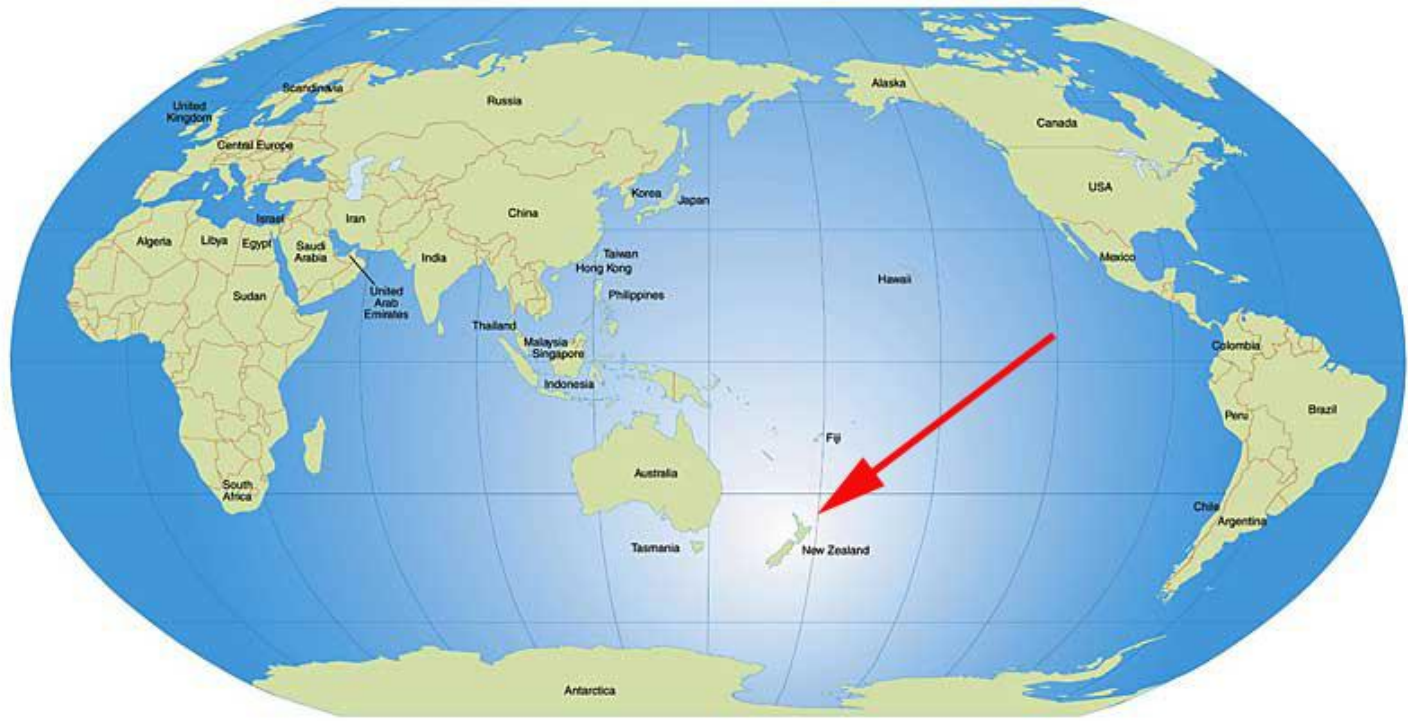 Scandinavia
Alaska
Russia
United
Kingdom
Canada
Central Europe
USA
Korea
Japan
China
Israel
Iran
Algeria
Libya
Egypt
Saudi
Arabia
India
Taiwan
Hong Kong
Mexico
Hawaii
Sudan
United
Arab
Emirates
Philippines
Thailand
Malaysia
Singapore
Colombia
Indonesia
Peru
Brazil
Fiji
Australia
South
Africa
Chile
Argentina
Tasmania
New Zealand
Antarctica